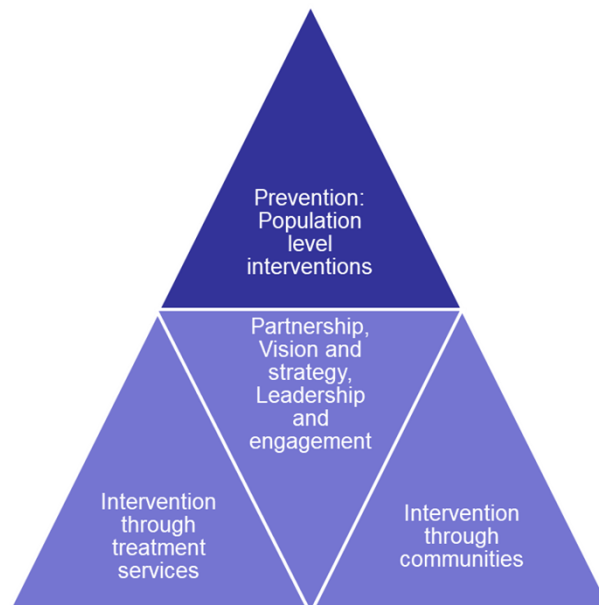 Prevention:
Population
level
interventions
Partnership,
Vision and
strategy,
Leadership
and
engagement
Intervention
through
treatment
services
Intervention
through
communities